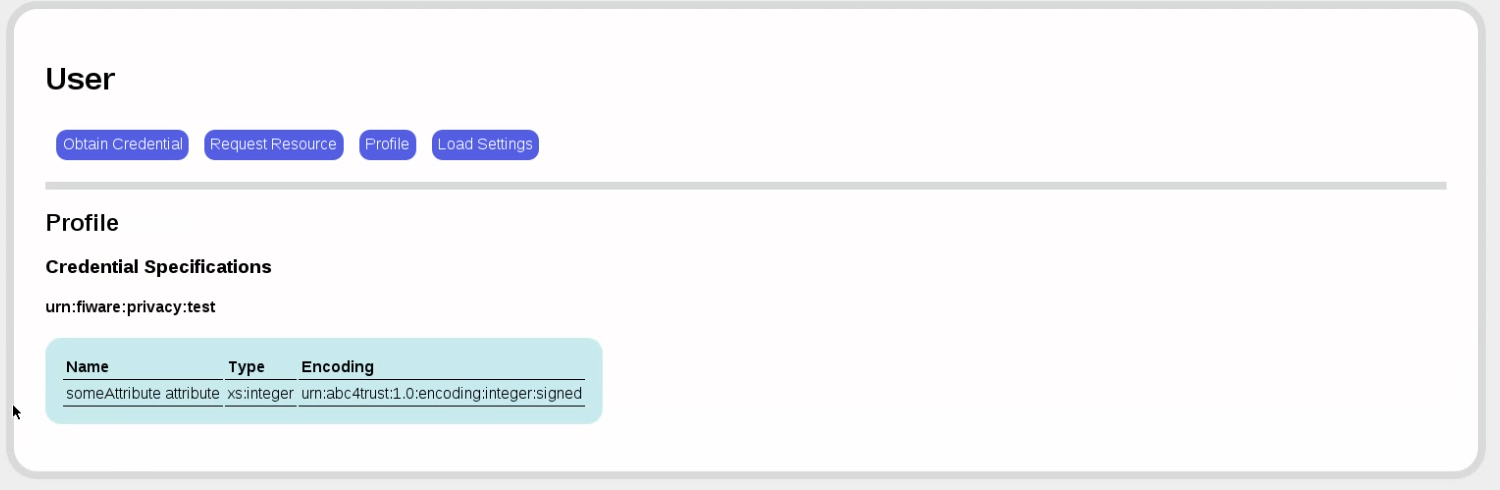 User
Obtain Credential Request Resource Profile Load Settings
Profile
Credential Specifications
urn:fiware:privacy:test
Name Type Encoding
someAttribute attribute xs:integer urn:abc4trust:1.0:encoding:integer:signed